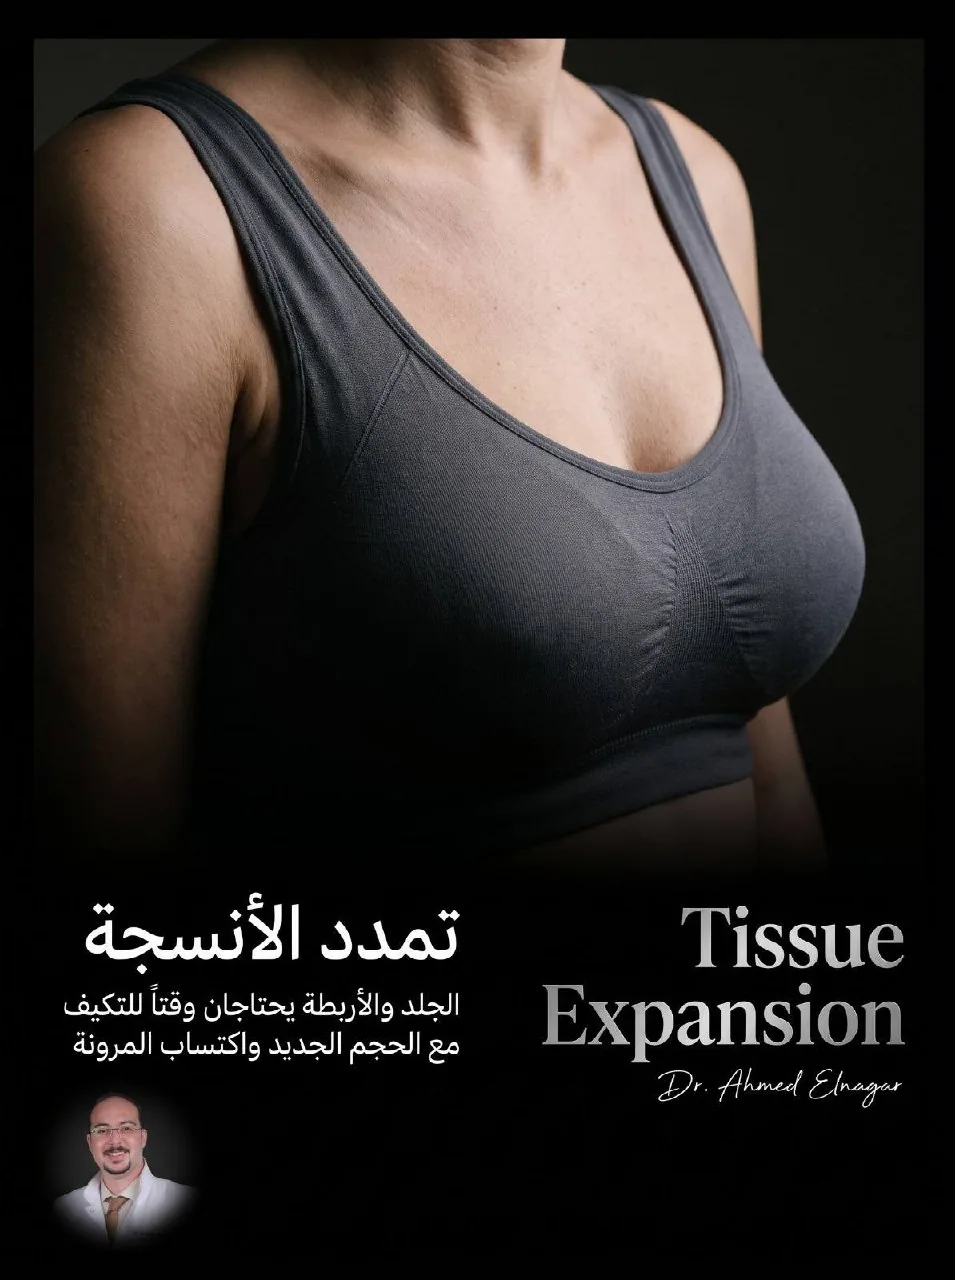 تمدد الأنسجة
الجلد والأربطة يحتاجان وقتاً للتكيف
مع الحجم الجديد واكتساب المرونة
Tissue
Expansion
Dr. Ahmed Elnagar